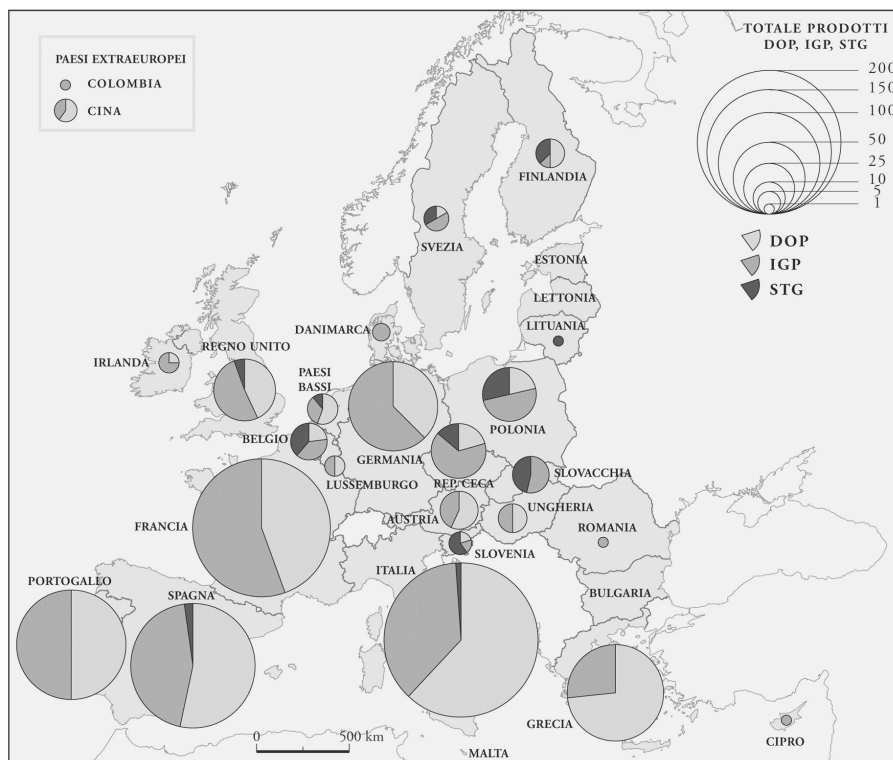 PAESI EXTRAEUROPEI
COLOMBIA
CINA
TOTALE PRODOTTI
DOP, IGP, STG
200
150
100
50
25
10
5
1
DOP
IGP
STG
FINLANDIA
SVEZIA
ESTONIA
LETTONIA
LITUANIA
DANIMARCA
IRLANDA
REGNO UNITO
PAESI
BASSI
BELGIO
GERMANIA
POLONIA
LUSSEMBURGO
REP. CECA
SLOVACCHIA
FRANCIA
AUSTRIA
UNGHERIA
ROMANIA
SLOVENIA
ITALIA
BULGARIA
PORTOGALLO
SPAGNA
GRECIA
CIPRO
MALTA
0
500 km